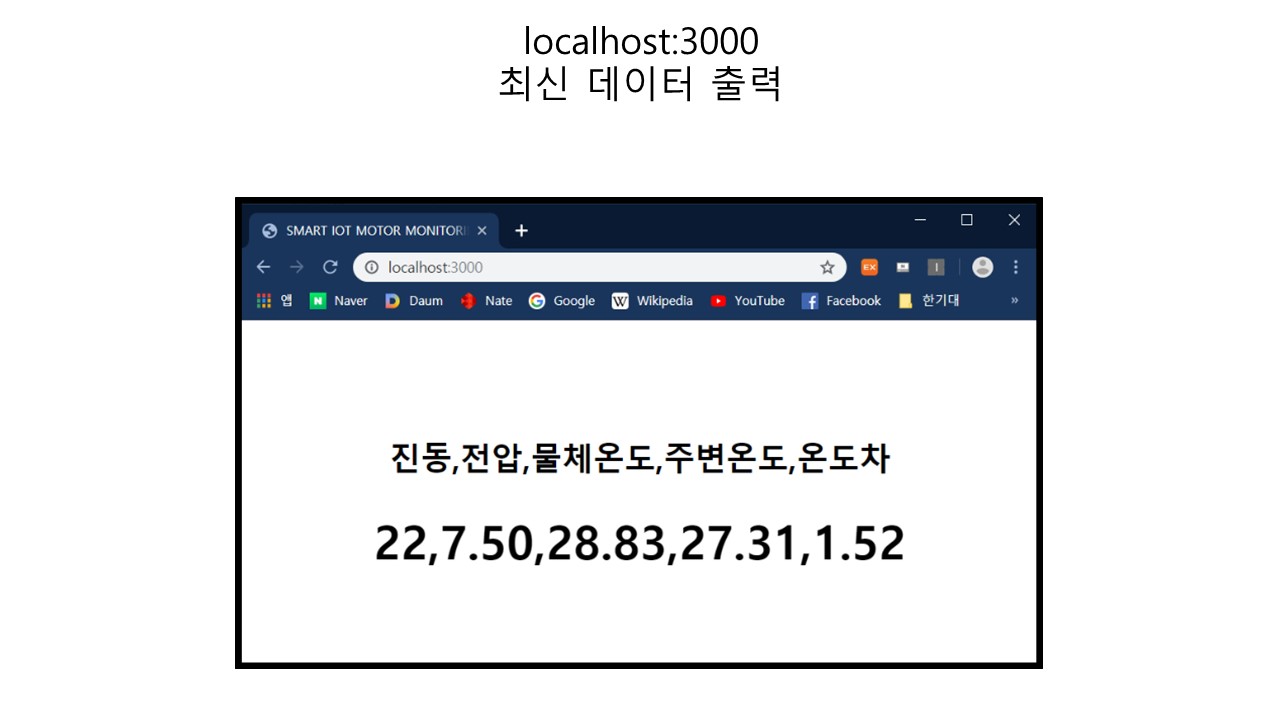 localhost:3000
최신 데이터 출력
SMART IOT MOTOR MONITORI
localhost:3000
EX
앱 N Naver Daum Nate G Google W Wikipedia YouTube f Facebook 한기대 »
진동,전압,물체온도,주변온도,온도차
22,7.50,28.83,27.31,1.52